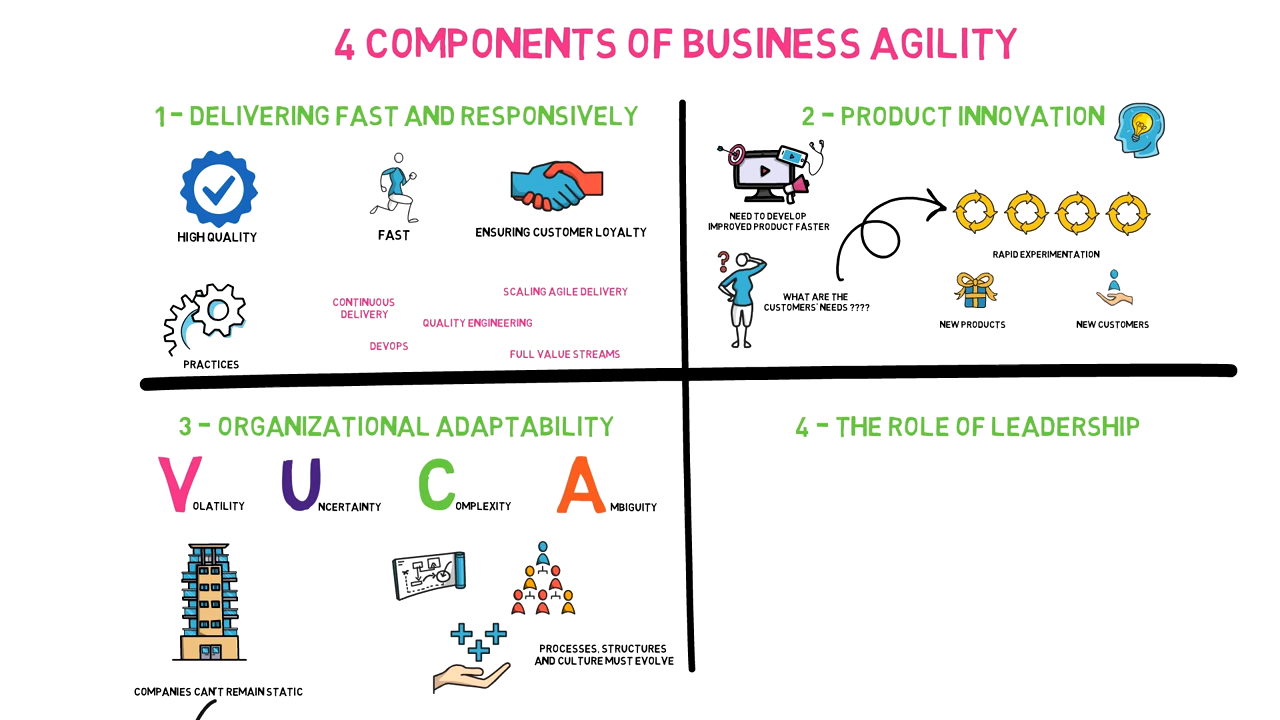 4 COMPONENTS OF BUSINESS AGILITY
1 - DELIVERING FAST AND RESPONSIVELY
HIGH QUALITY
FAST
ENSURING CUSTOMER LOYALTY
PRACTICES
CONTINUOUS
DELIVERY
SCALING AGILE DELIVERY
QUALITY ENGINEERING
DEVOPS
FULL VALUE STREAMS
2 - PRODUCT INNOVATION
NEED TO DEVELOP
IMPROVED PRODUCT FASTER
?
WHAT ARE THE
CUSTOMERS' NEEDS ????
RAPID EXPERIMENTATION
NEW PRODUCTS
NEW CUSTOMERS
3 - ORGANIZATIONAL ADAPTABILITY
VOLATILITY
UNCERTAINTY
COMPLEXITY
AMBIGUITY
COMPANIES CAN'T REMAIN STATIC
PROCESSES, STRUCTURES
AND CULTURE MUST EVOLVE
4 - THE ROLE OF LEADERSHIP